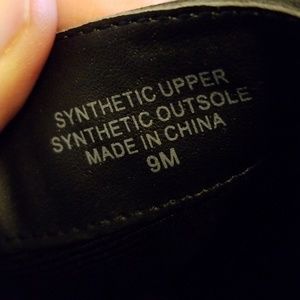 SYNTHETIC UPPER
SYNTHETIC OUTSOLE
MADE IN CHINA
9M